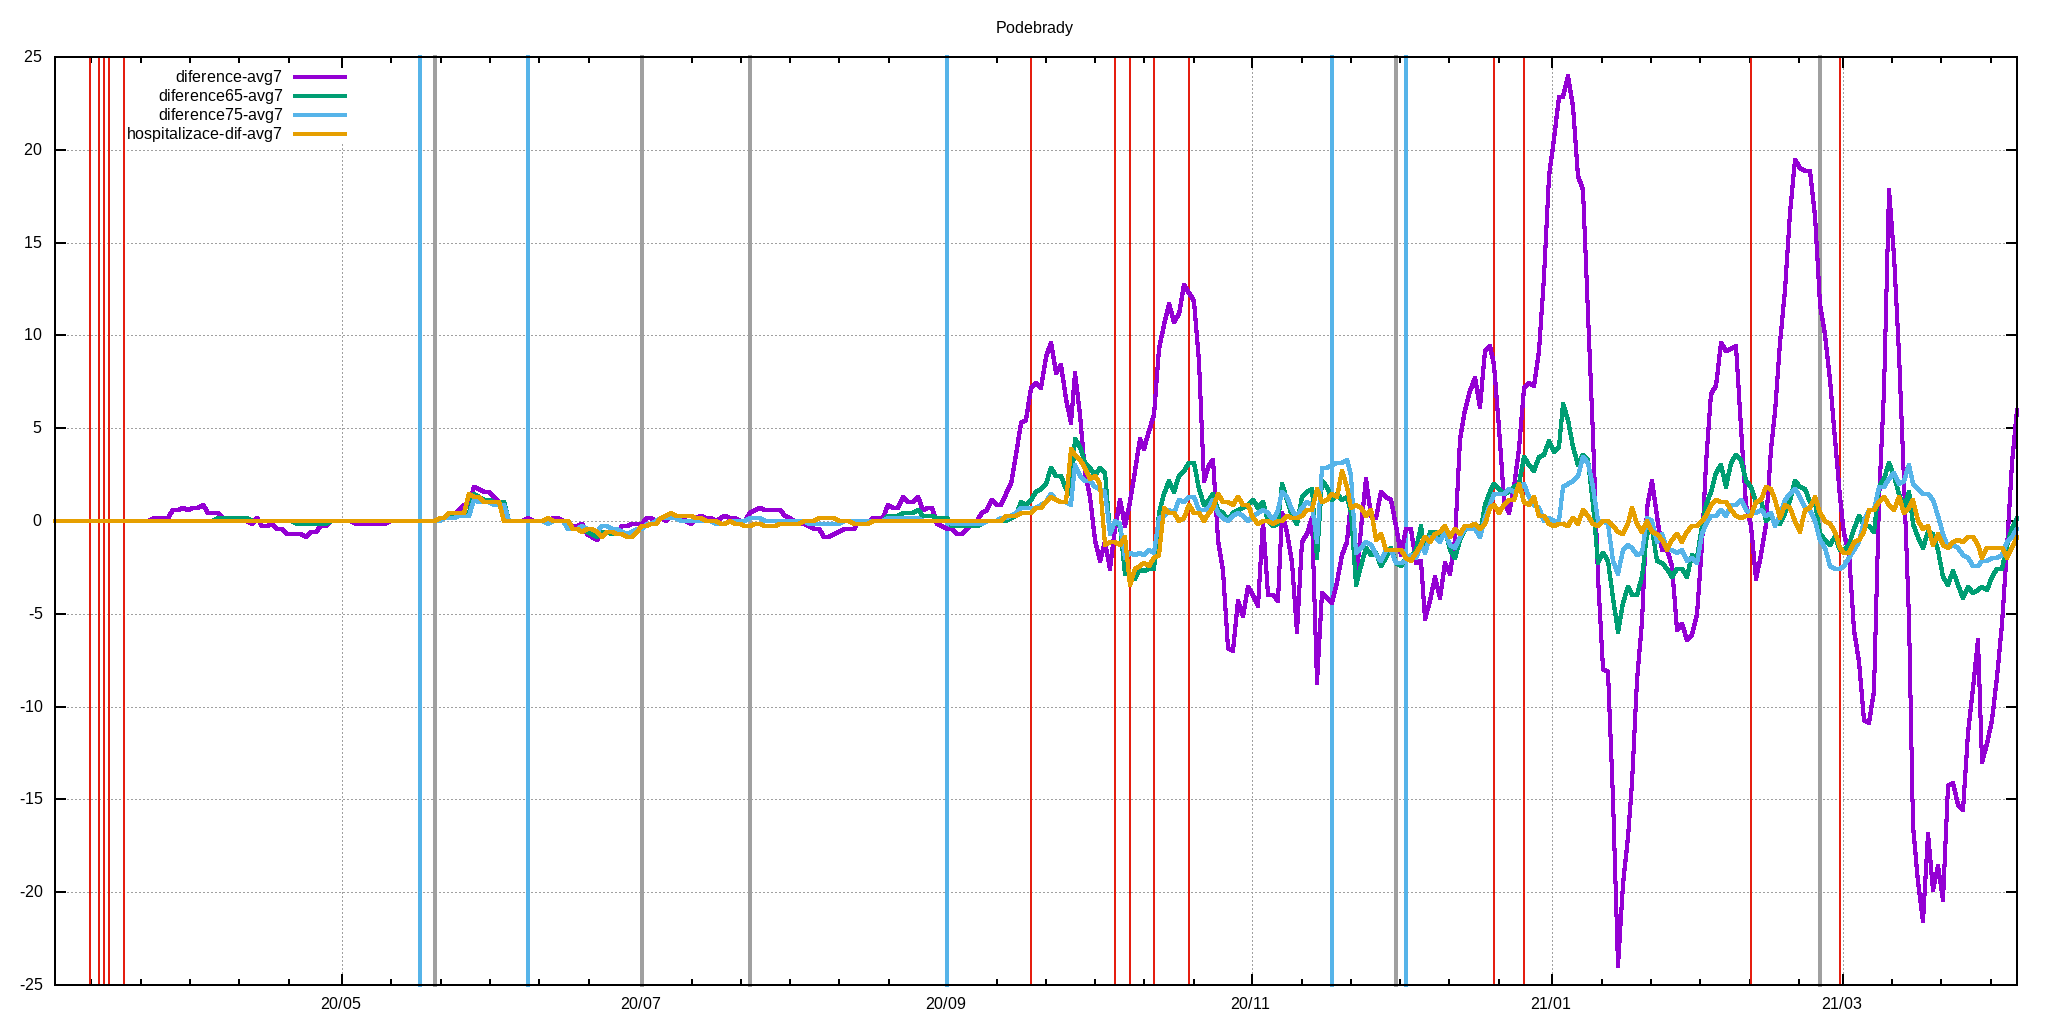 Podebrady
diference-avg7
diference65-avg7
diference75-avg7
hospitalizace-dif-avg7
25
20
15
10
5
0
-5
-10
-15
-20
-25
20/05 20/07 20/09 20/11 21/01 21/03